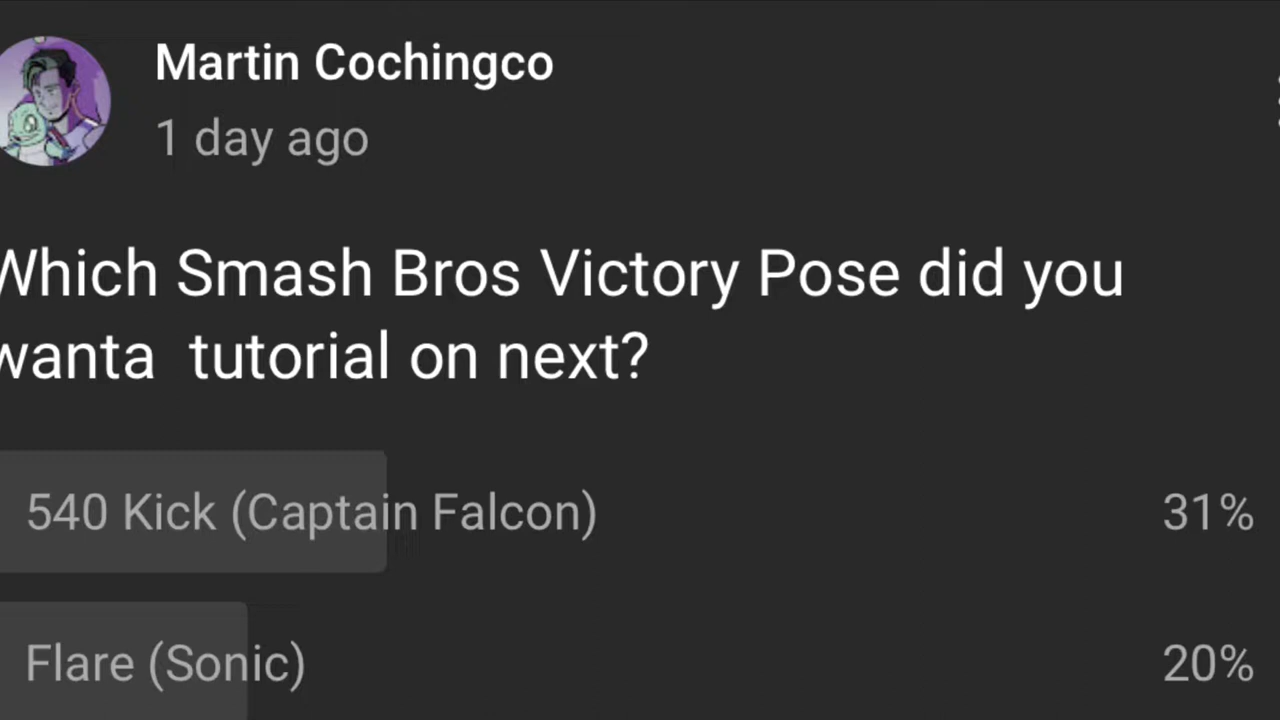 Martin Cochingco
1 day ago
Which Smash Bros Victory Pose did you
wanta tutorial on next?
540 Kick (Captain Falcon) 31%
Flare (Sonic) 20%